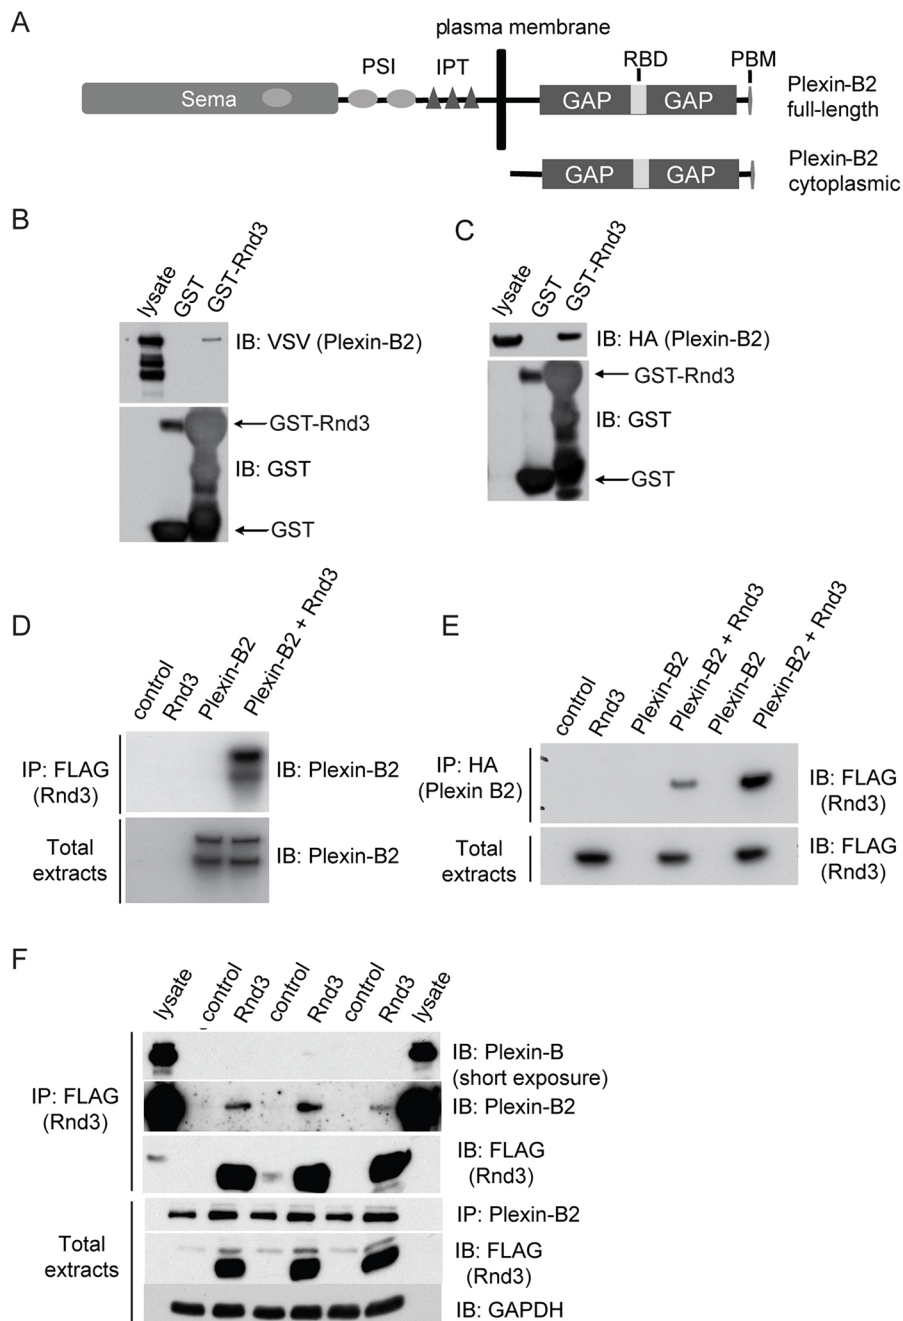 A
plasma membrane
PSI
IPT
RBD
PBM
Sema
GAP
GAP
Plexin-B2
full-length
GAP
GAP
Plexin-B2
cytoplasmic
B
lysate
GST
GST-Rnd3
IB: VSV (Plexin-B2)
GST-Rnd3
IB: GST
GST
C
lysate
GST
GST-Rnd3
IB: HA (Plexin-B2)
GST-Rnd3
IB: GST
GST
D
control
Rnd3
Plexin-B2
Plexin-B2 + Rnd3
IP: FLAG
(Rnd3)
IB: Plexin-B2
Total
extracts
IB: Plexin-B2
E
control
Rnd3
Plexin-B2
Plexin-B2 + Rnd3
Plexin-B2
Plexin-B2 + Rnd3
IP: HA
(Plexin B2)
IB: FLAG
(Rnd3)
Total
extracts
IB: FLAG
(Rnd3)
F
lysate
control
Rnd3
control
Rnd3
control
Rnd3
lysate
IP: FLAG
(Rnd3)
IB: Plexin-B
(short exposure)
IB: Plexin-B2
IB: FLAG
(Rnd3)
Total
extracts
IP: Plexin-B2
IB: FLAG
(Rnd3)
IB: GAPDH